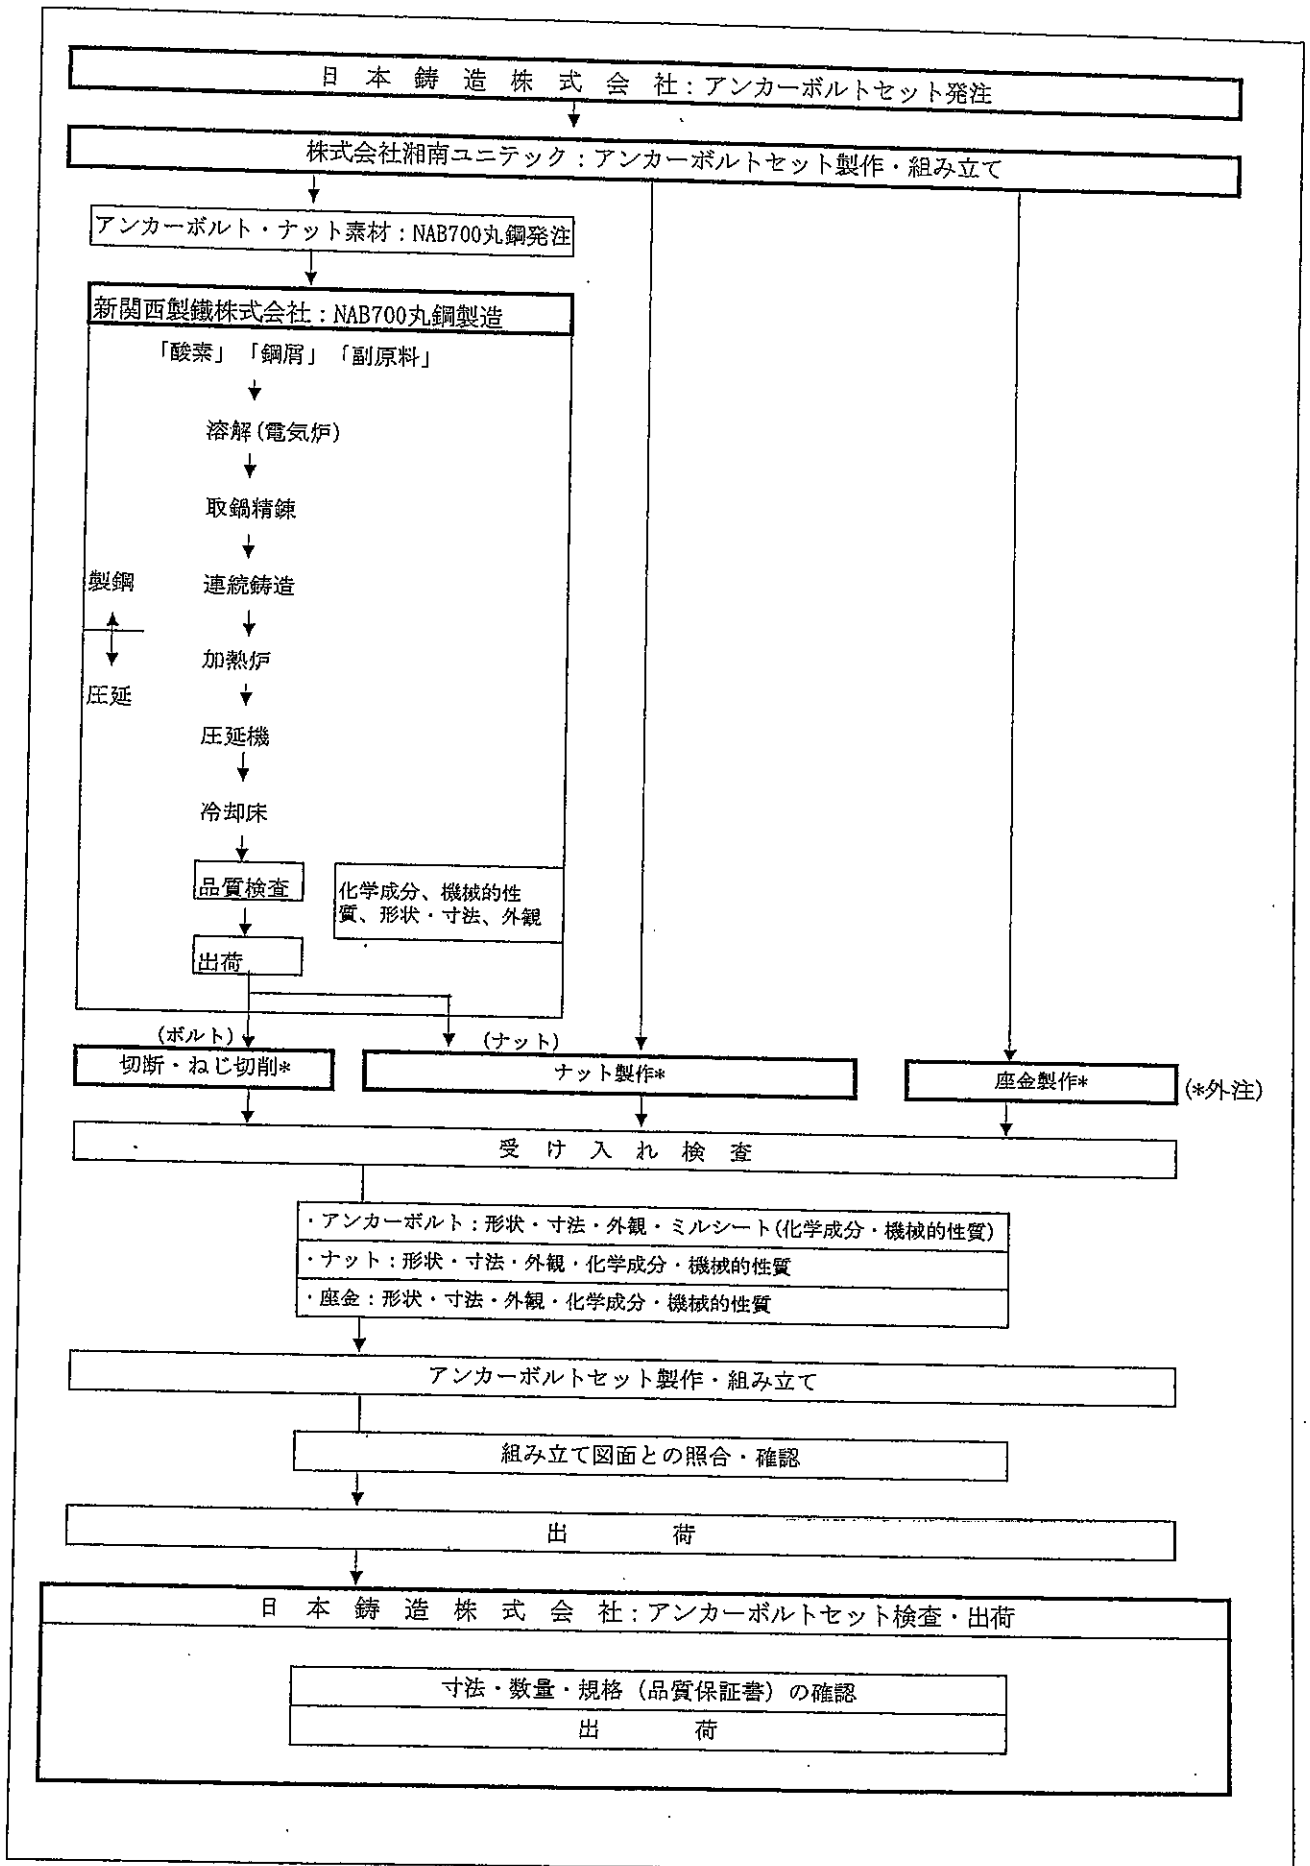 日本鋳造株式会社：アンカーボルトセット発注
株式会社湘南ユニテック：アンカーボルトセット製作・組み立て
アンカーボルト・ナット素材：NAB700丸鋼発注
新関西製鐵株式会社：NAB700丸鋼製造
「酸素」「鋼屑」「副原料」
溶解(電気炉)
取鍋精錬
製鋼
連続鋳造
加熱炉
圧延
圧延機
冷却床
品質検査
化学成分、機械的性
質、形状・寸法、外観
出荷
(ボルト)
(ナット)
切断・ねじ切削*
ナット製作*
座金製作*
(*外注)
受け入れ検査
・アンカーボルト：形状・寸法・外観・ミルシート(化学成分・機械的性質)
・ナット：形状・寸法・外観・化学成分・機械的性質
・座金：形状・寸法・外観・化学成分・機械的性質
アンカーボルトセット製作・組み立て
組み立て図面との照合・確認
出荷
日本鋳造株式会社：アンカーボルトセット検査・出荷
寸法・数量・規格（品質保証書）の確認
出荷